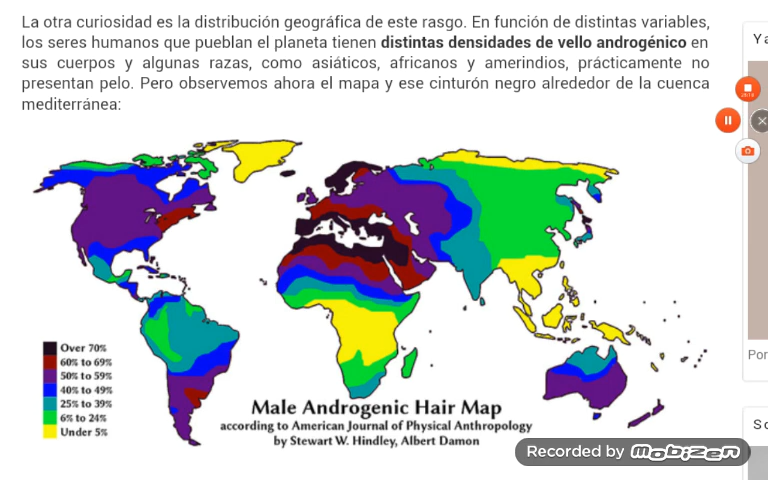 La otra curiosidad es la distribución geográfica de este rasgo. En función de distintas variables,
los seres humanos que pueblan el planeta tienen distintas densidades de vello androgénico en
sus cuerpos y algunas razas, como asiáticos, africanos y amerindios, prácticamente no
presentan pelo. Pero observemos ahora el mapa y ese cinturón negro alrededor de la cuenca
mediterránea:
Over 70%
60% to 69%
50% to 59%
40% to 49%
25% to 39%
6% to 24%
Under 5%
Male Androgenic Hair Map
according to American Journal of Physical Anthropology
by Stewart W. Hindley, Albert Damon
Ya
Por
So
Recorded by mobizen